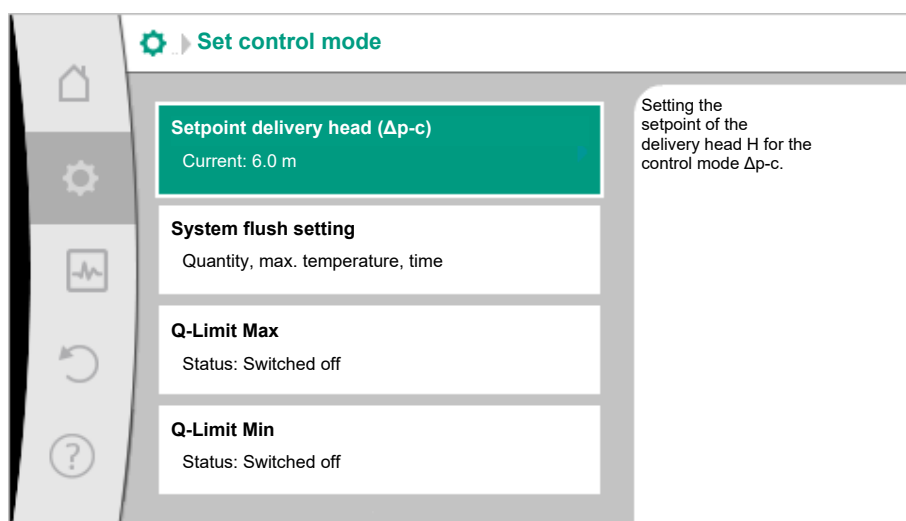 Set control mode
Setpoint delivery head (Δp-c)
Current: 6.0 m
System flush setting
Quantity, max. temperature, time
Q-Limit Max
Status: Switched off
Q-Limit Min
Status: Switched off
Setting the
setpoint of the
delivery head H for the
control mode Δp-c.
?